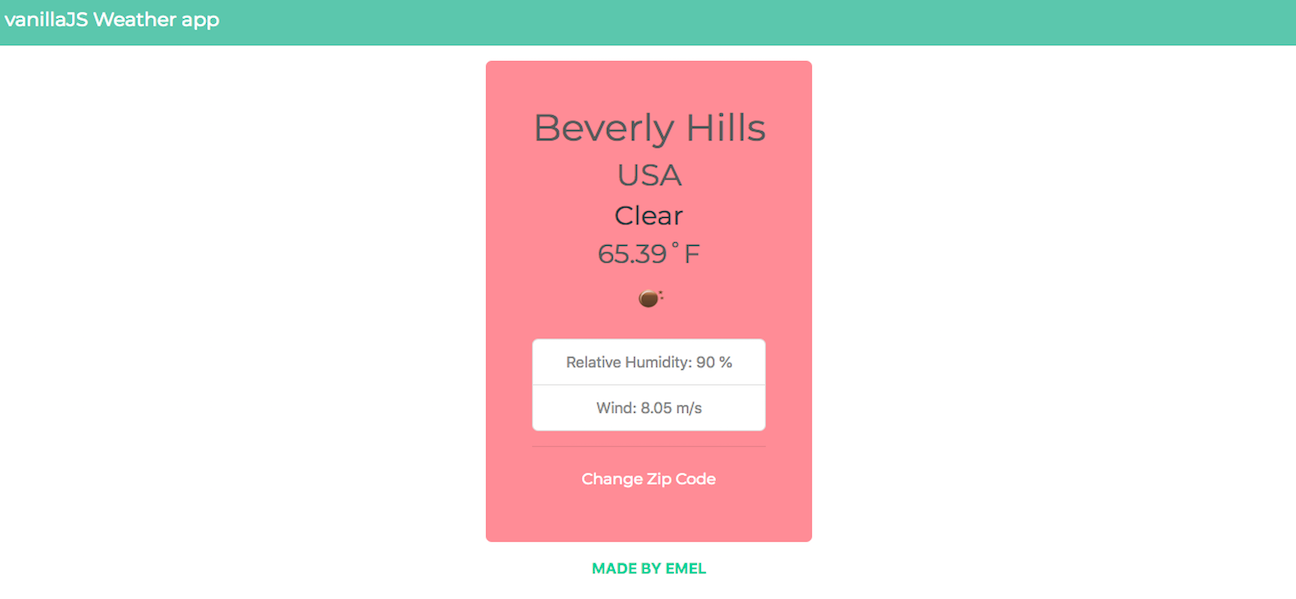 vanillaJS Weather app
Beverly Hills
USA
Clear
65.39°F
Relative Humidity: 90 %
Wind: 8.05 m/s
Change Zip Code
MADE BY EMEL